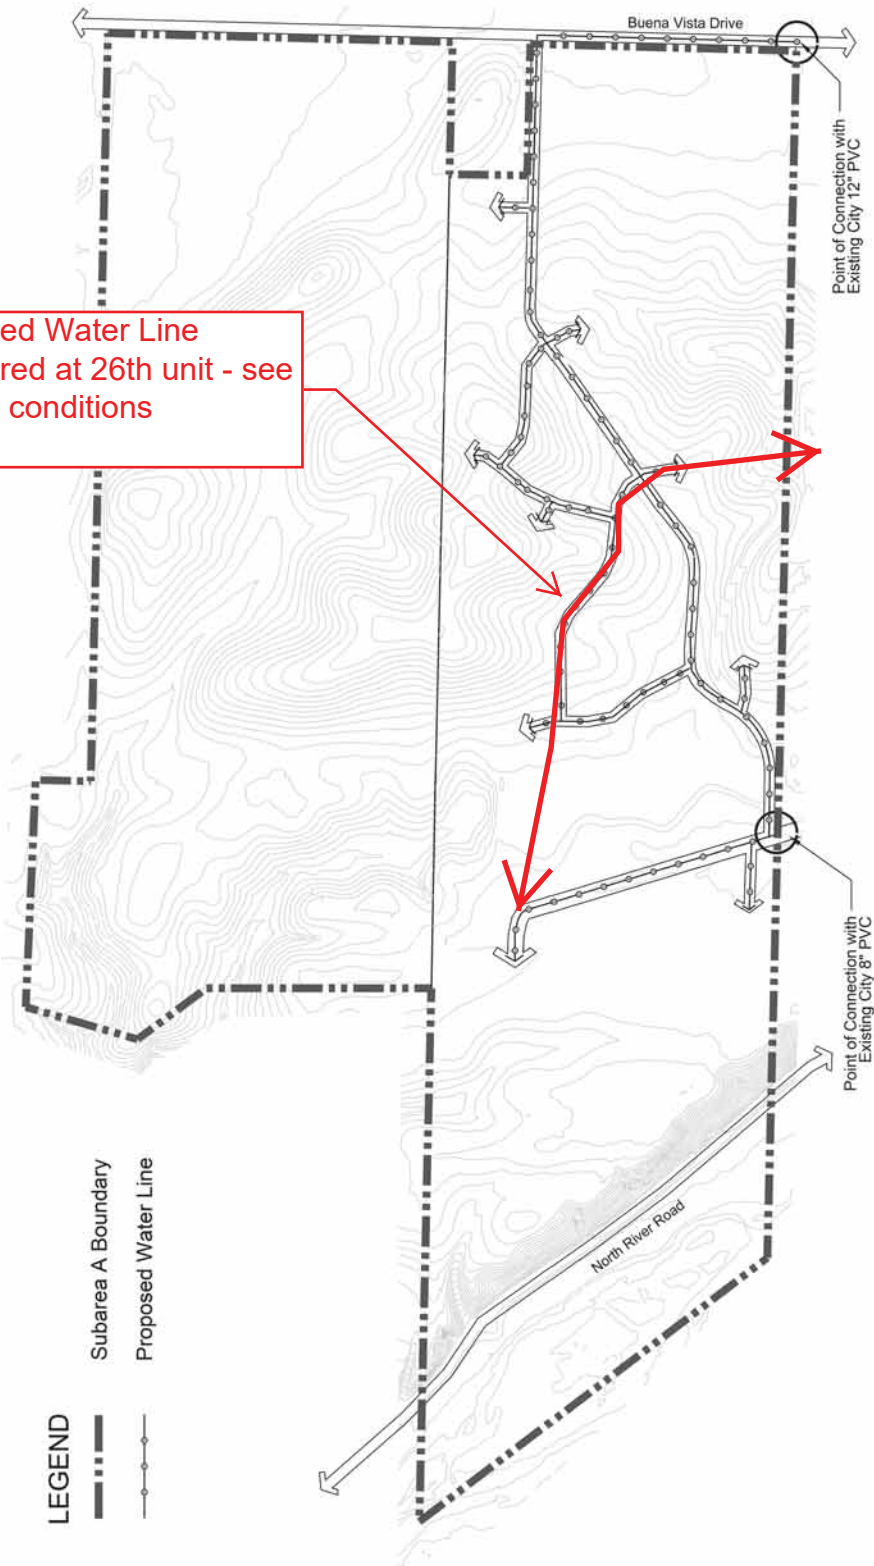 Buena Vista Drive
Point of Connection with
Existing City 12" PVC
ed Water Line
red at 26th unit - see
conditions
Point of Connection with
Existing City 8" PVC
North River Road
LEGEND
Subarea A Boundary
Proposed Water Line